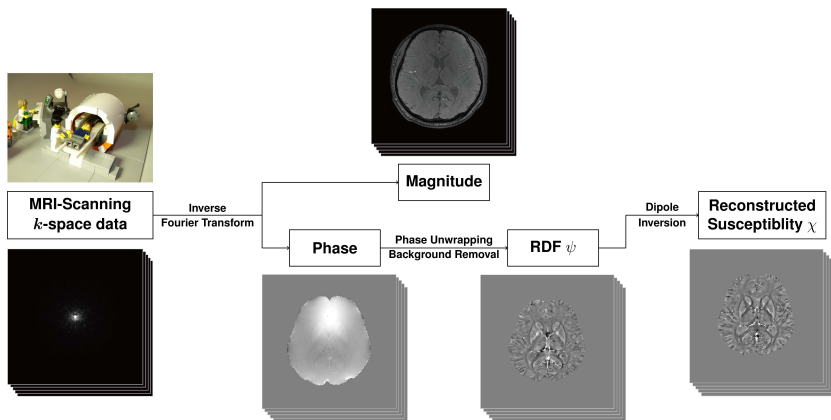 MRI-Scanning
k-space data
Inverse
Fourier Transform
Magnitude
Phase
Phase Unwrapping
Background Removal
RDF ψ
Dipole
Inversion
Reconstructed
Susceptiblity χ